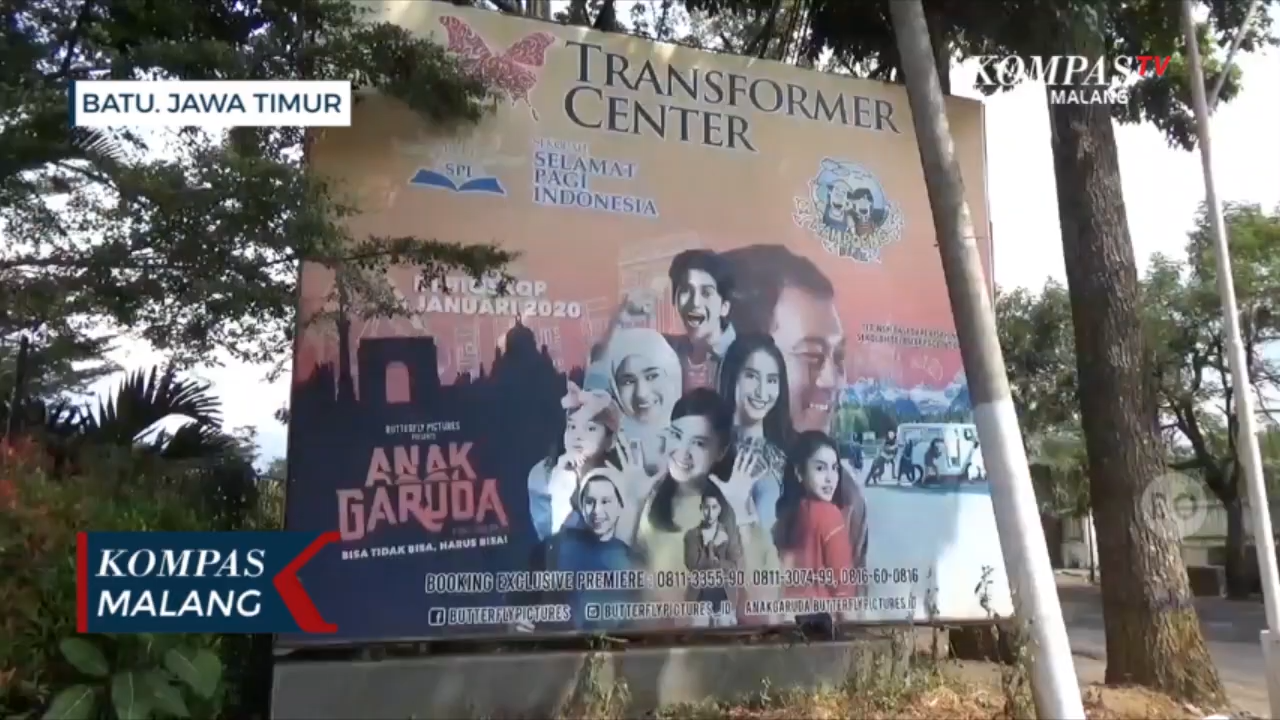 KOMPAS TV
MALANG
BATU. JAWA TIMUR
TRANSFORMER
CENTER
SPI
SEKOLAH
SELAMAT
PAGI
INDONESIA
JANUARI 2020
BUTTERFLY PICTURES
PRESENTS
ANAK
GARUDA
BISA TIDAK BISA, HARUS BISA!
BOOKING EXCLUSIVE PREMIERE : 0811-3355-90, 0811-3074-99, 0816-60-0816
BUTTERFLYPICTURES BUTTERFLYPICTURES_ID ANAKGARUDA.BUTTERFLYPICTURES.ID
KOMPAS
MALANG